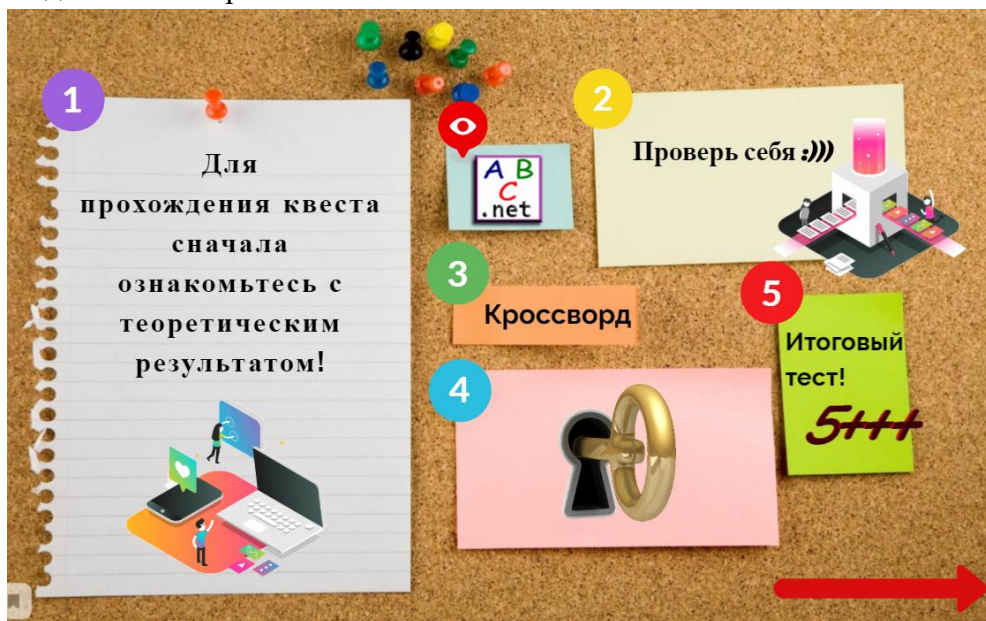 1
Для
прохождения квеста
сначала
ознакомьтесь с
теоретическим
результатом!
A B
C
.net
2
Проверь себя :)))
3
Кроссворд
4
5
Итоговый
тест!
5+++